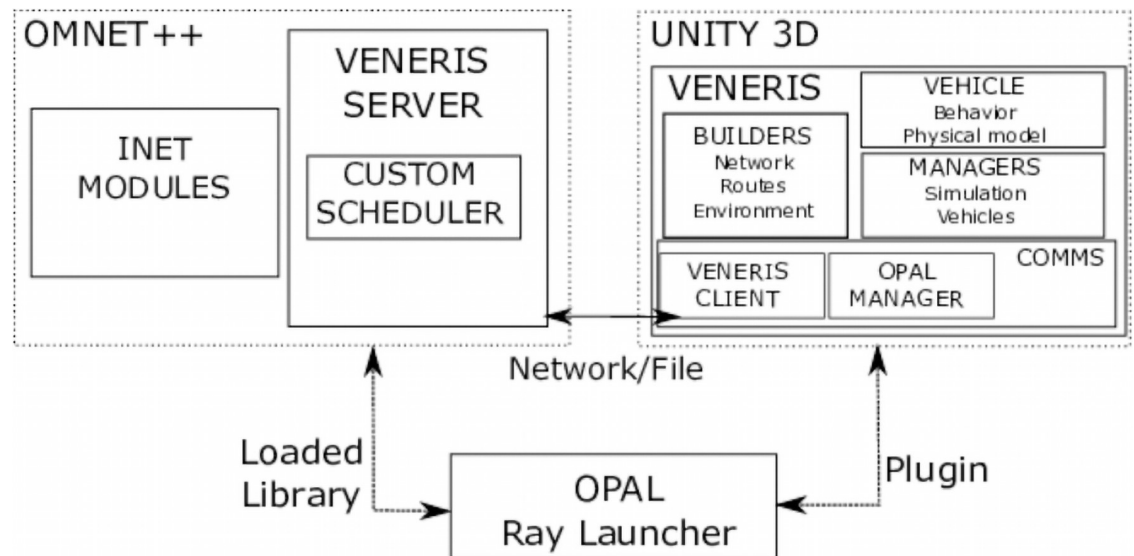 OMNET++
VENERIS
SERVER
INET
MODULES
CUSTOM
SCHEDULER
UNITY 3D
VENERIS
VEHICLE
Behavior
Physical model
BUILDERS
Network
Routes
Environment
MANAGERS
Simulation
Vehicles
COMMS
VENERIS
CLIENT
OPAL
MANAGER
Network/File
Loaded
Library
Plugin
OPAL
Ray Launcher